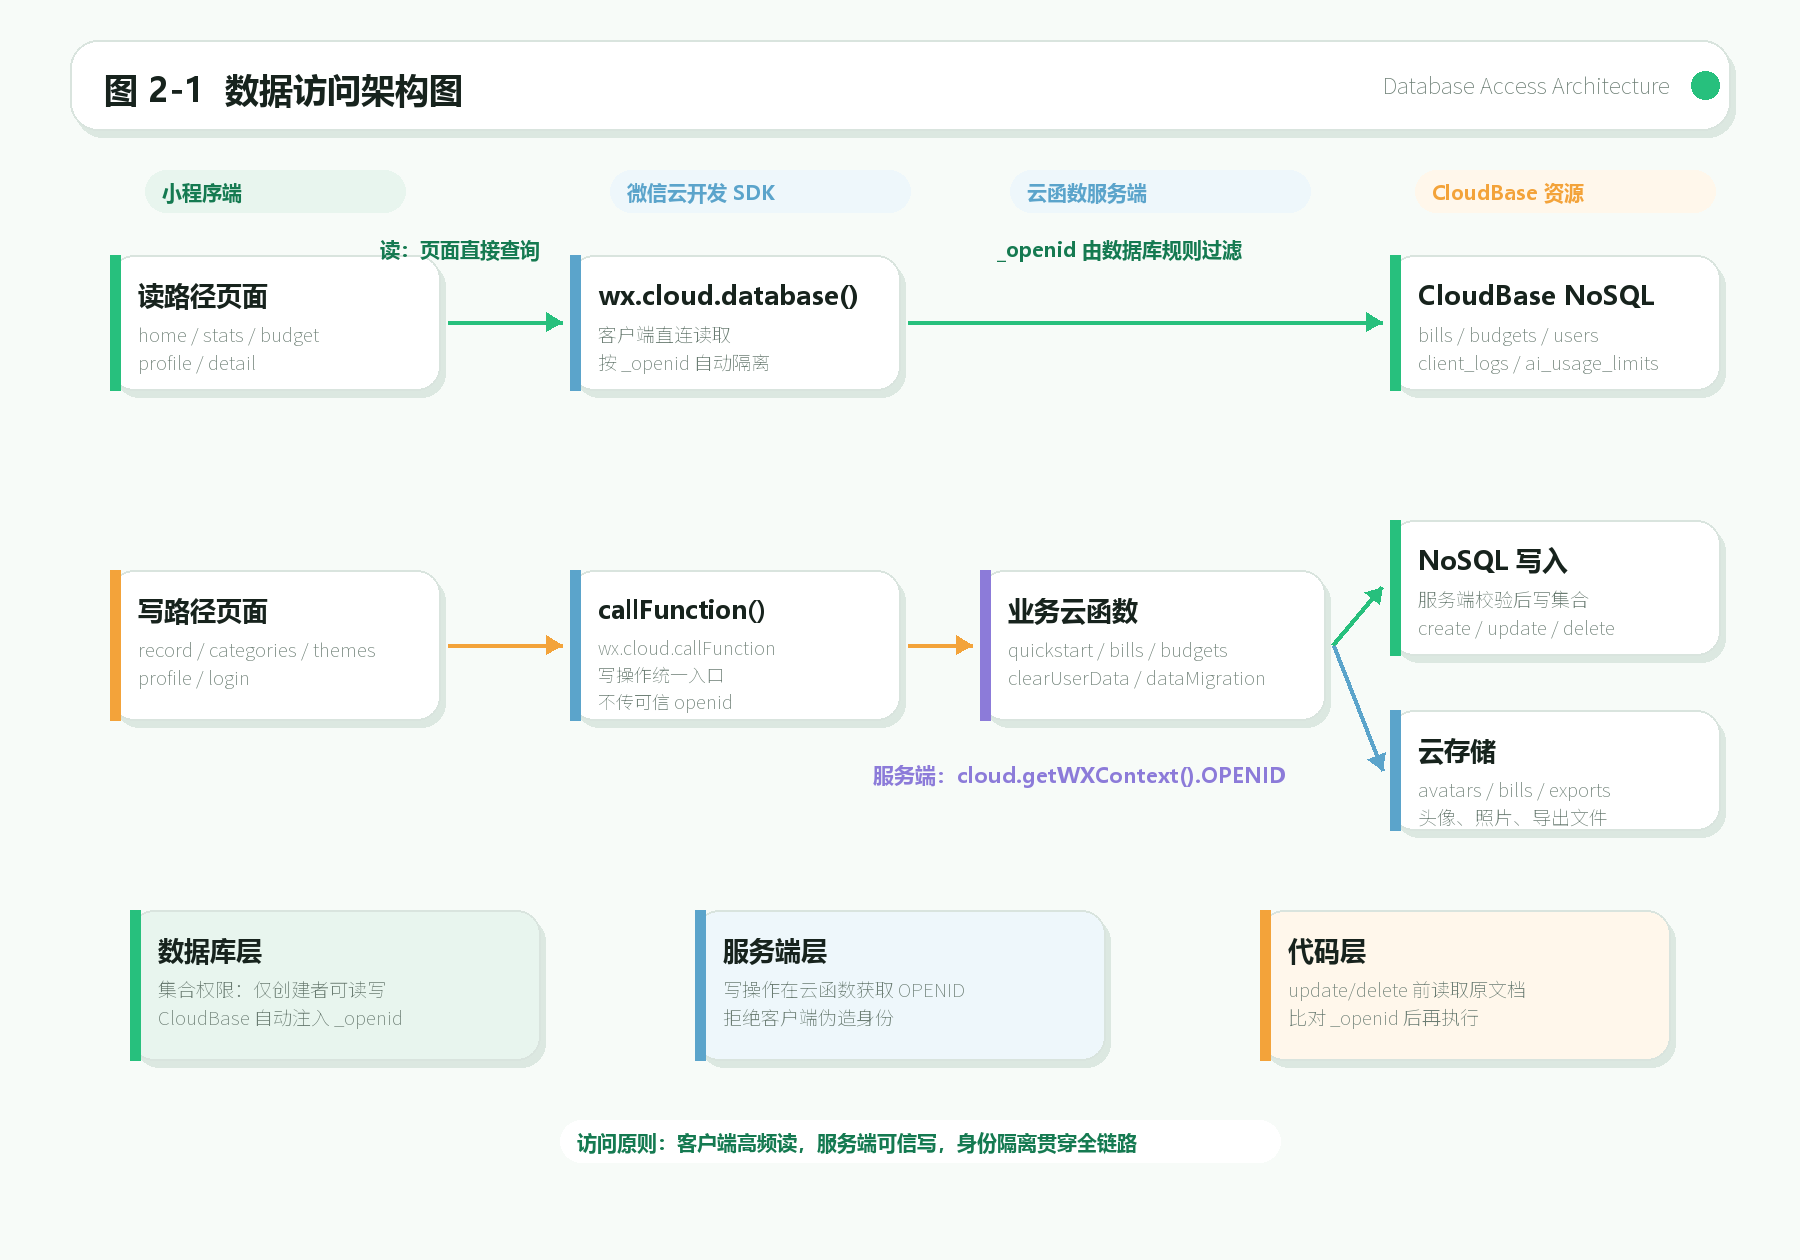 图 2-1 数据访问架构图
Database Access Architecture
小程序端
微信云开发 SDK
云函数服务端
CloudBase 资源
读：页面直接查询
_openid 由数据库规则过滤
读路径页面
home / stats / budget
profile / detail
wx.cloud.database()
客户端直连读取
按 _openid 自动隔离
CloudBase NoSQL
bills / budgets / users
client_logs / ai_usage_limits
写路径页面
record / categories / themes
profile / login
callFunction()
wx.cloud.callFunction
写操作统一入口
不传可信 openid
业务云函数
quickstart / bills / budgets
clearUserData / dataMigration
NoSQL 写入
服务端校验后写集合
create / update / delete
服务端：cloud.getWXContext().OPENID
云存储
avatars / bills / exports
头像、照片、导出文件
数据库层
集合权限：仅创建者可读写
CloudBase 自动注入 _openid
服务端层
写操作在云函数获取 OPENID
拒绝客户端伪造身份
代码层
update/delete 前读取原文档
比对 _openid 后再执行
访问原则：客户端高频读，服务端可信写，身份隔离贯穿全链路